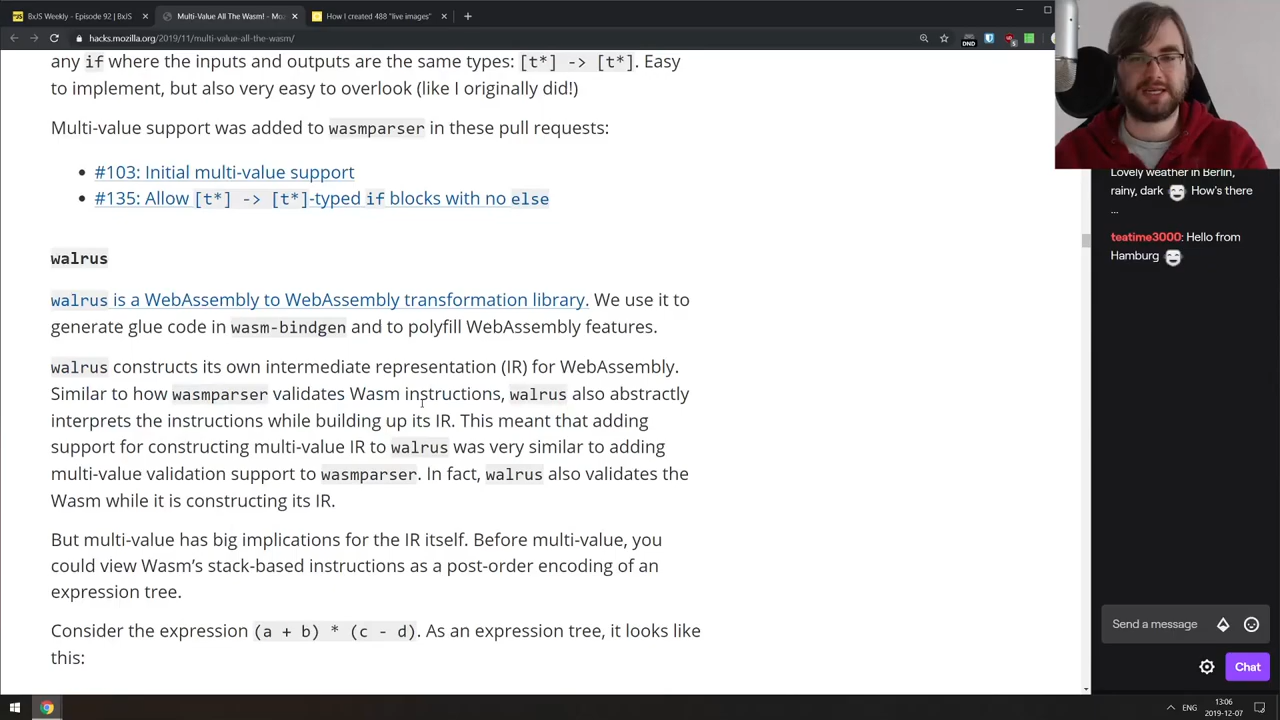 BxJS Weekly - Episode 92 | BxJS
Multi-Value All The Wasm! - Mo
How I created 488 "live images"
hacks.mozilla.org/2019/11/multi-value-all-the-wasm/
any if where the inputs and outputs are the same types: [t*] -> [t*]. Easy
to implement, but also very easy to overlook (like I originally did!)
Multi-value support was added to wasmparser in these pull requests:
• #103: Initial multi-value support
• #135: Allow [t*] -> [t*]-typed if blocks with no else
walrus
walrus is a WebAssembly to WebAssembly transformation library. We use it to
generate glue code in wasm-bindgen and to polyfill WebAssembly features.
walrus constructs its own intermediate representation (IR) for WebAssembly.
Similar to how wasmparser validates Wasm instructions, walrus also abstractly
interprets the instructions while building up its IR. This meant that adding
support for constructing multi-value IR to walrus was very similar to adding
multi-value validation support to wasmparser. In fact, walrus also validates the
Wasm while it is constructing its IR.
But multi-value has big implications for the IR itself. Before multi-value, you
could view Wasm’s stack-based instructions as a post-order encoding of an
expression tree.
Consider the expression (a + b) * (c - d). As an expression tree, it looks like
this:
Lovely weather in Berlin,
rainy, dark How's there
...
teatime3000: Hello from
Hamburg
Send a message
Chat
ENG
13:06
2019-12-07
DND